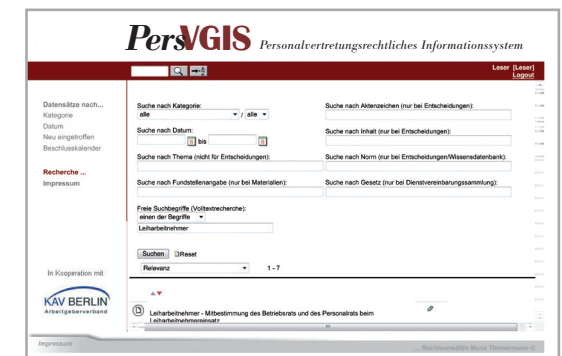 PersVGIS Personalvertretungsrechtliches Informationssystem
Leser [Leser]
Logout
Datensätze nach...
Kategorie
Datum
Neu eingetroffen
Beschlusskalender
Recherche ...
Impressum
In Kooperation mit
KAV BERLIN
Arbeitgeberverband
Suche nach Kategorie:
alle / alle
Suche nach Aktenzeichen (nur bei Entscheidungen):
Suche nach Datum:
bis
Suche nach Inhalt (nur bei Entscheidungen):
Suche nach Thema (nicht für Entscheidungen):
Suche nach Norm (nur bei Entscheidungen/Wissensdatenbank):
Suche nach Fundstellenangabe (nur bei Materialien):
Suche nach Gesetz (nur bei Dienstvereinbarungssammlung):
Freie Suchbegriffe (Volltextrecherche):
einen der Begriffe
Leiharbeitnehmer
Suchen Reset
Relevanz 1 - 7
Leiharbeitnehmer - Mitbestimmung des Betriebsrats und des Personalrats beim
Leiharbeitnehmereinsatz
Impressum
... Rechtsanwältin Maria Timmermann ©